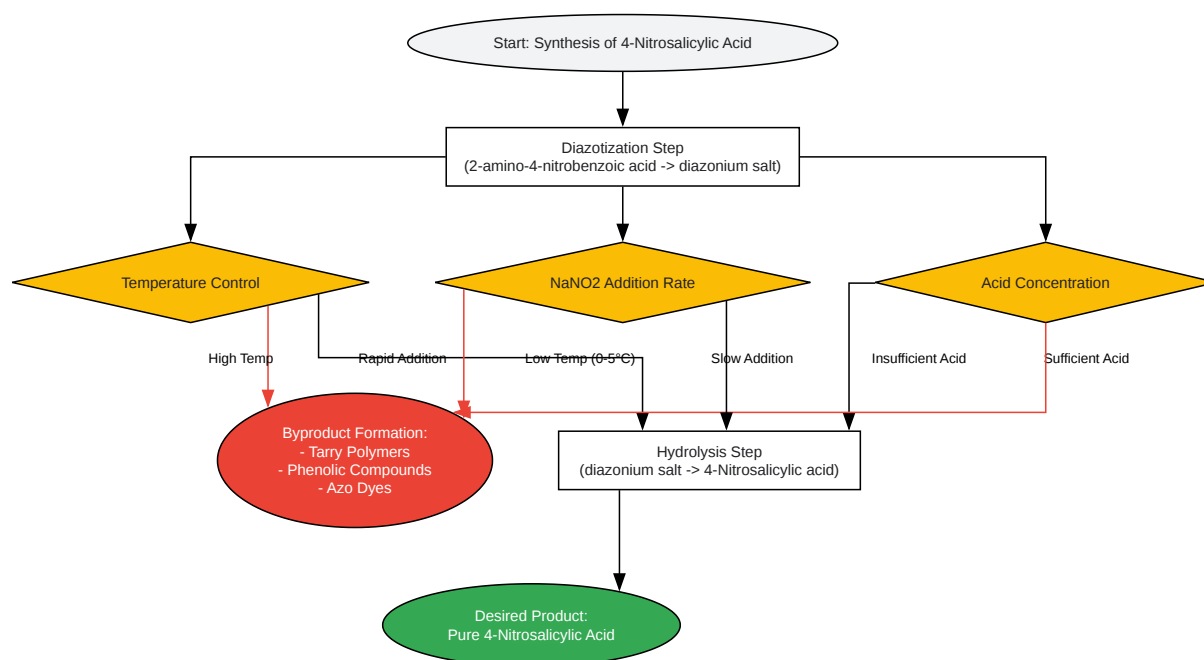 Start: Synthesis of 4-Nitrosalicylic Acid
Diazotization Step
(2-amino-4-nitrobenzoic acid -> diazonium salt)
Temperature Control
NaNO2 Addition Rate
Acid Concentration
High Temp
Rapid Addition
Low Temp (0-5°C)
Slow Addition
Insufficient Acid
Sufficient Acid
Byproduct Formation:
- Tarry Polymers
- Phenolic Compounds
- Azo Dyes
Hydrolysis Step
(diazonium salt -> 4-Nitrosalicylic acid)
Desired Product:
Pure 4-Nitrosalicylic Acid